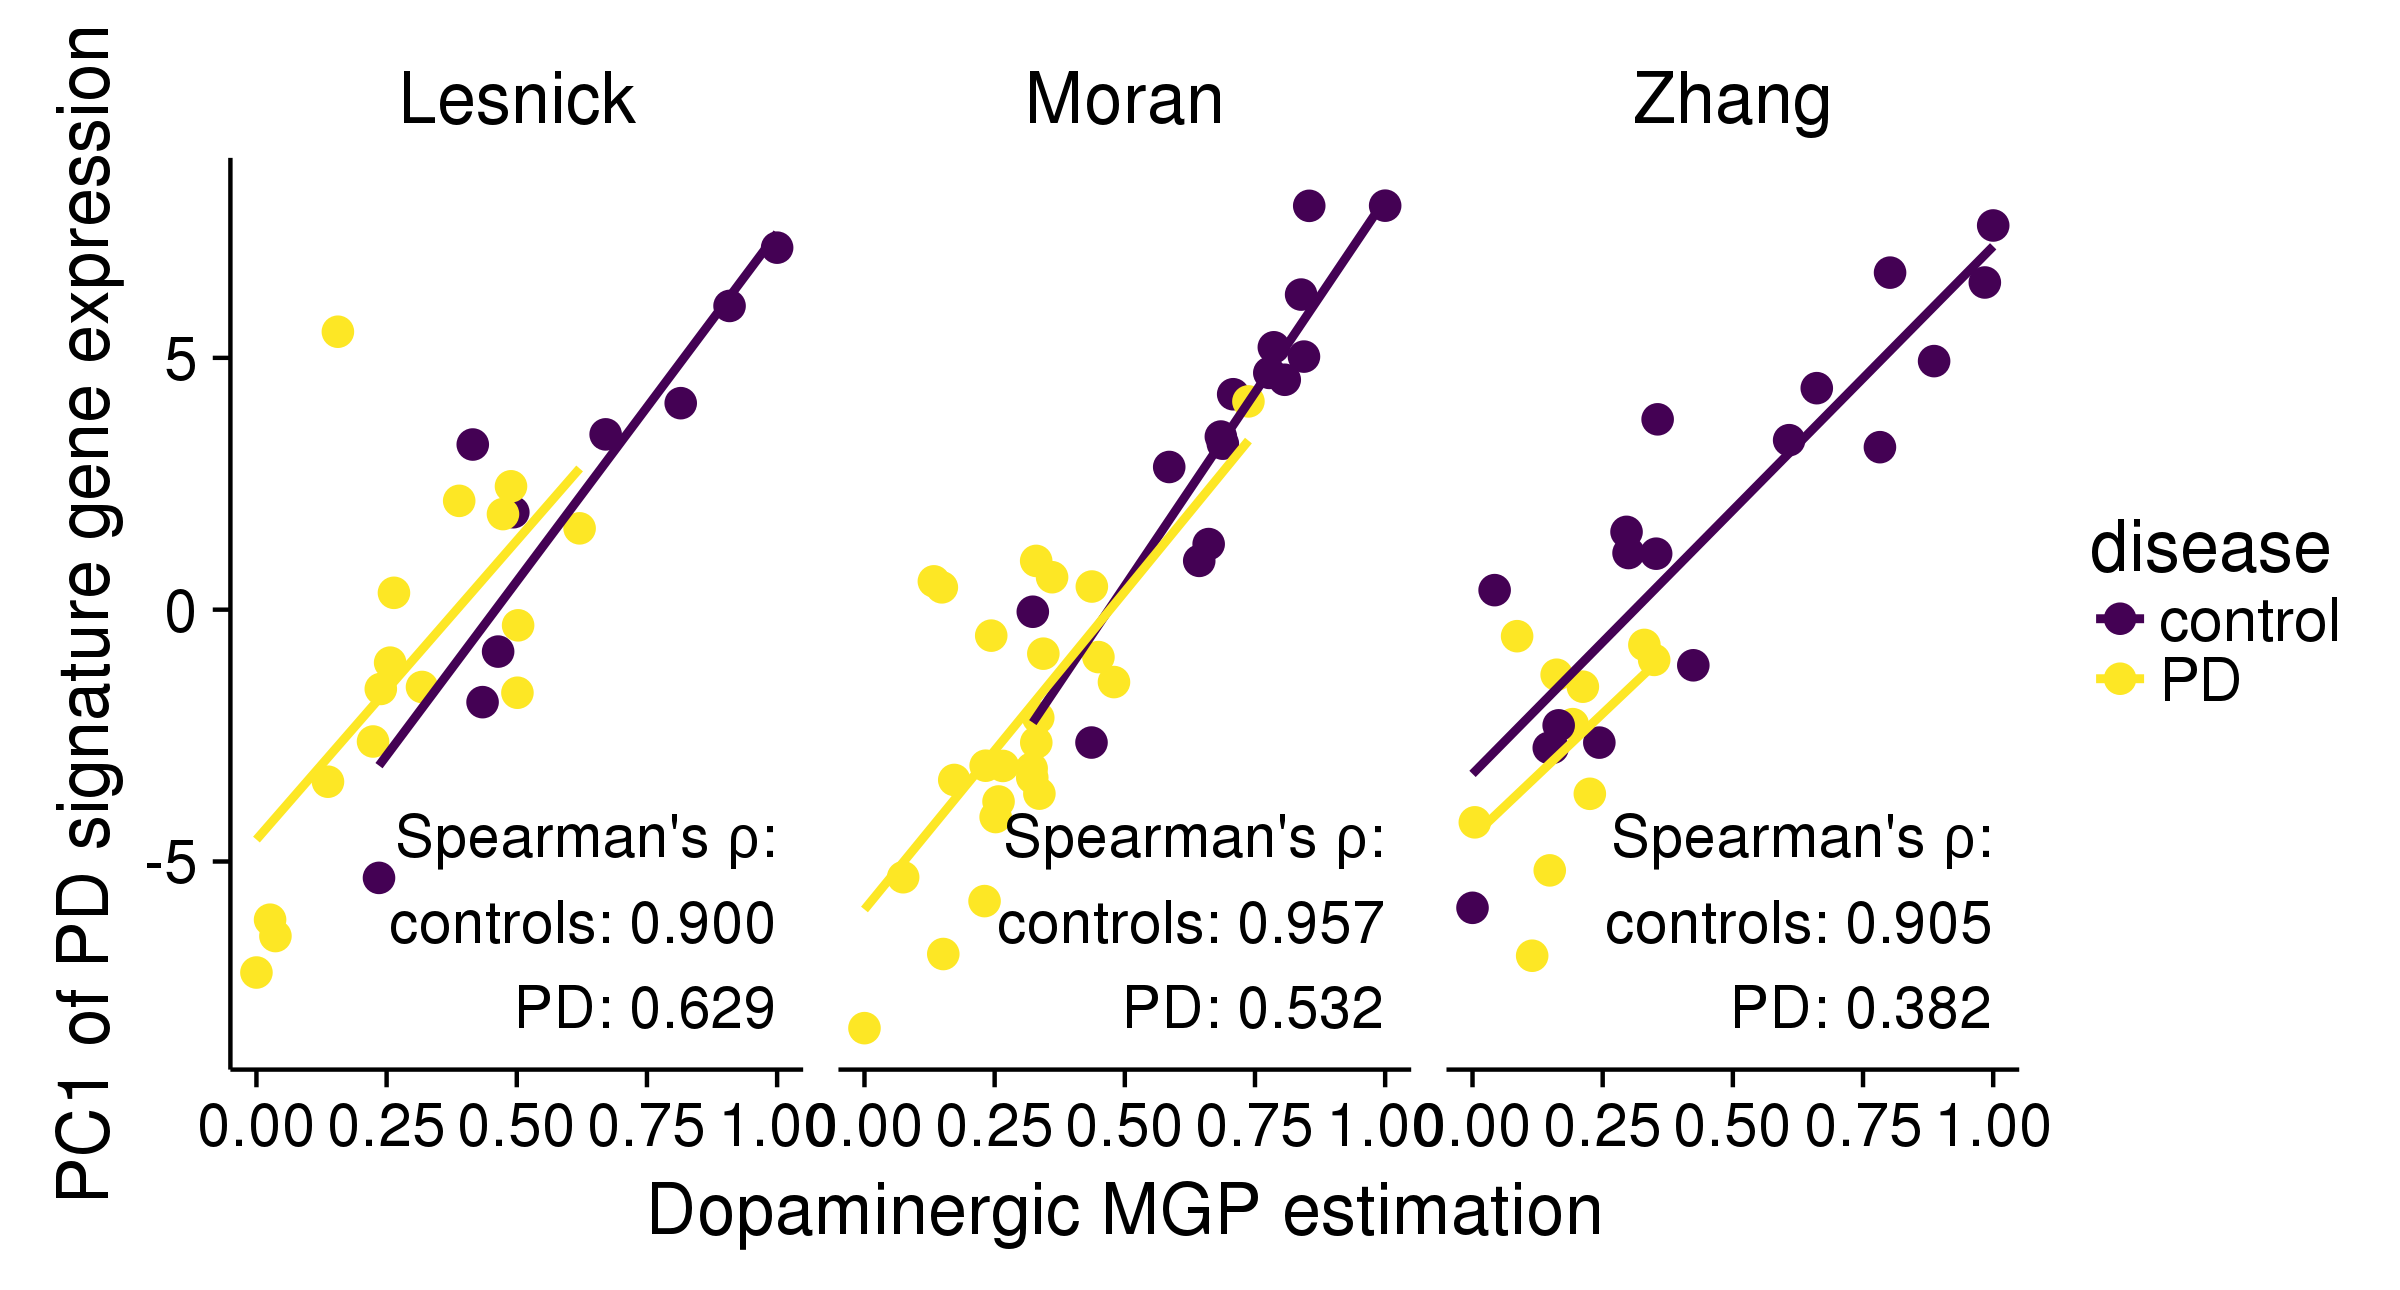 PC1 of PD signature gene expression
Lesnick
Moran
Zhang
5
0
-5
Spearman's ρ:
controls: 0.900
PD: 0.629
Spearman's ρ:
controls: 0.957
PD: 0.532
Spearman's ρ:
controls: 0.905
PD: 0.382
0.00 0.25 0.50 0.75 1.00
0.00 0.25 0.50 0.75 1.00
0.00 0.25 0.50 0.75 1.00
Dopaminergic MGP estimation
disease
control
PD